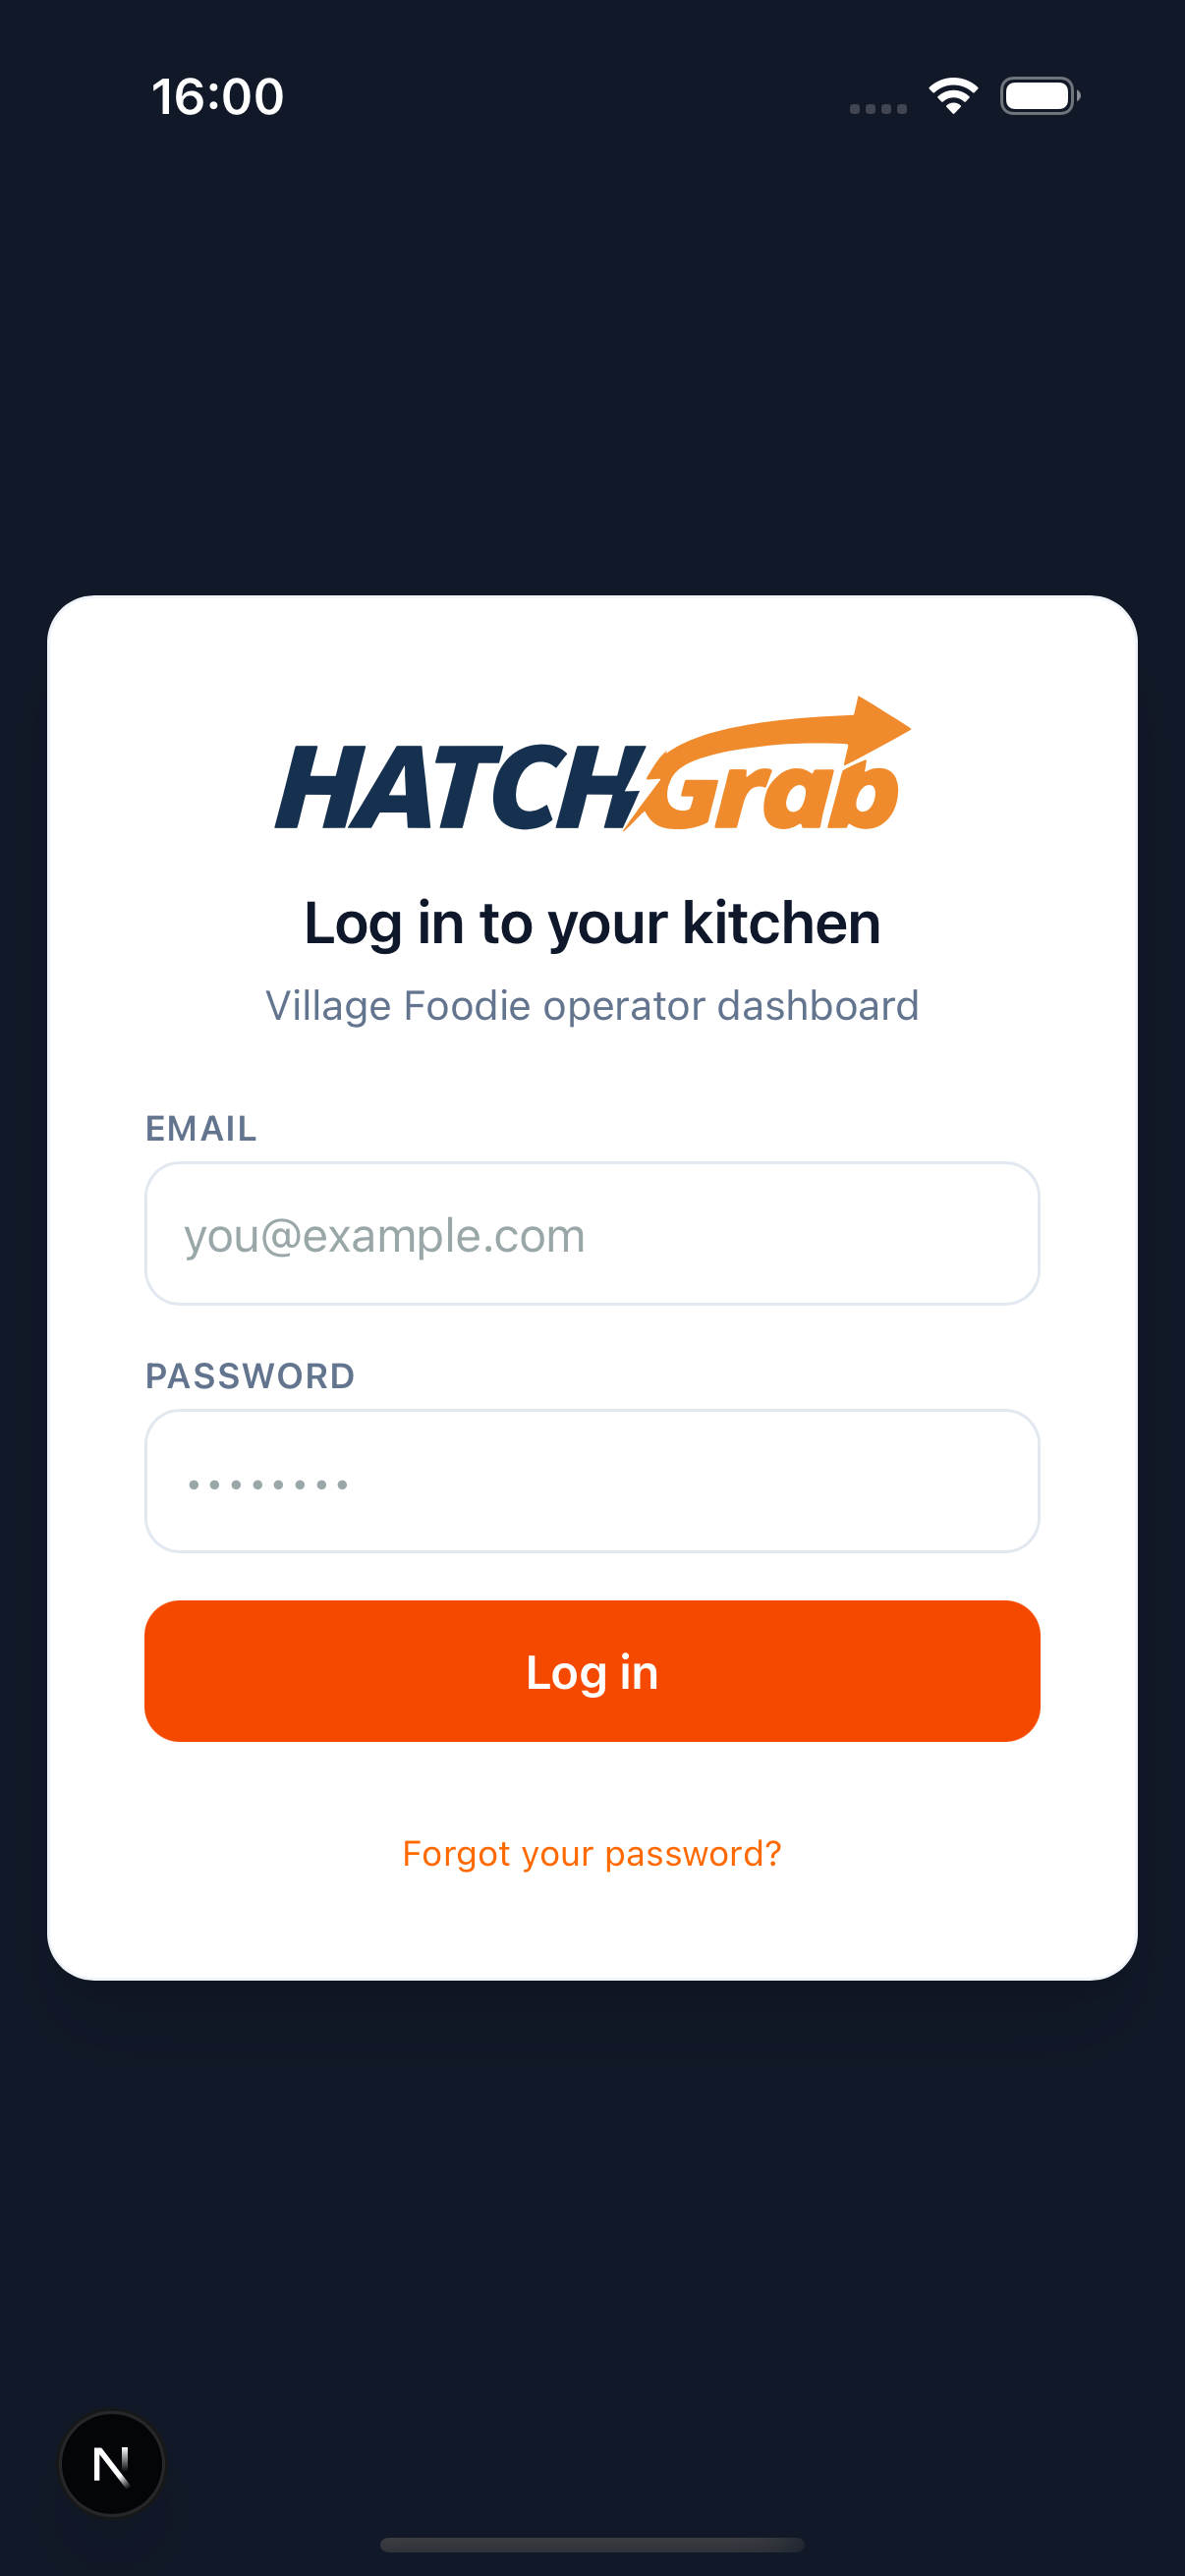 16:00
HATCHGrab
Log in to your kitchen
Village Foodie operator dashboard
EMAIL
you@example.com
PASSWORD
••••••••
Log in
Forgot your password?
N